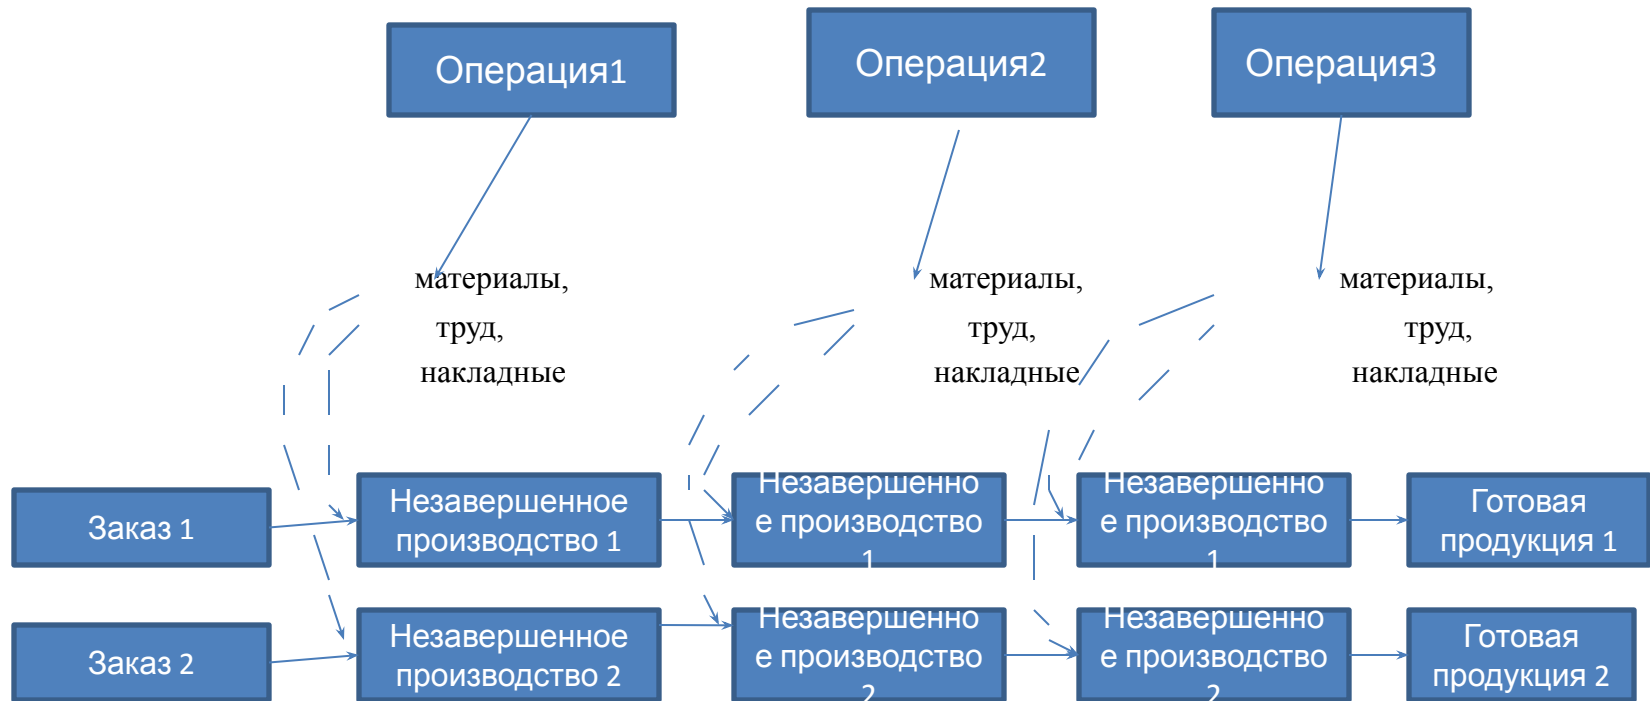 Операция1
Операция2
Операция3
материалы,
труд,
накладные
материалы,
труд,
накладные
материалы,
труд,
накладные
Заказ 1
Незавершенное
производство 1
Незавершенно
е производство
1
Незавершенно
е производство
1
Готовая
продукция 1
Заказ 2
Незавершенное
производство 2
Незавершенно
е производство
2
Незавершенно
е производство
2
Готовая
продукция 2